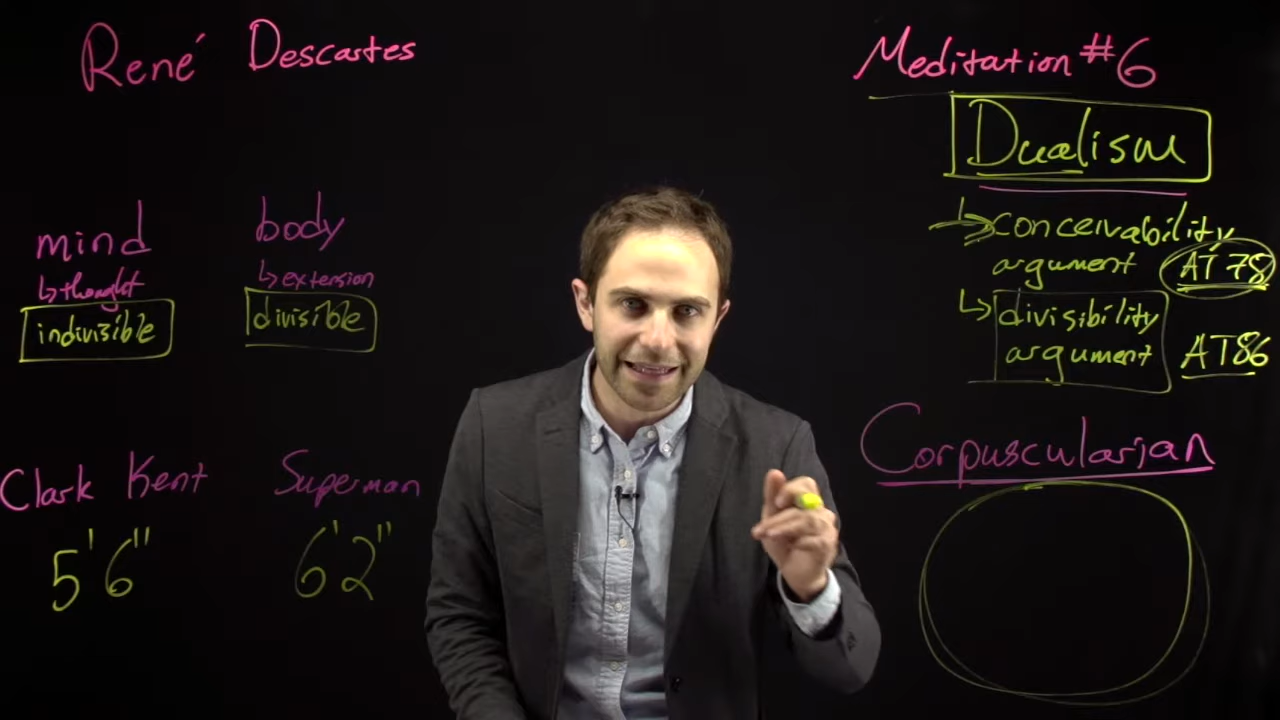 René Descartes
mind
↳thought
indivisible
body
↳extension
divisible
Clark Kent
5'6"
Superman
6'2"
Meditation #6
Dualism
↳conceivability
argument AT 78
↳divisibility
argument AT86
Corpuscularian